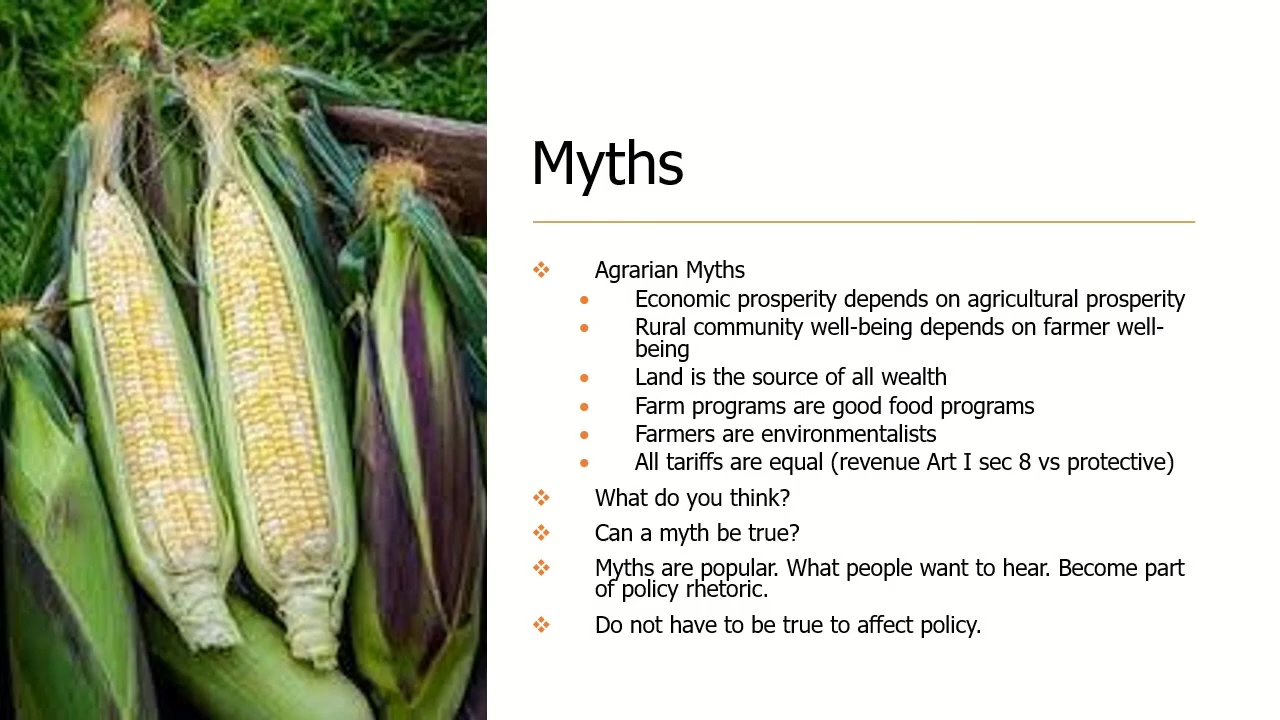 Myths
Agrarian Myths
Economic prosperity depends on agricultural prosperity
Rural community well-being depends on farmer well-
being
Land is the source of all wealth
Farm programs are good food programs
Farmers are environmentalists
All tariffs are equal (revenue Art I sec 8 vs protective)
What do you think?
Can a myth be true?
Myths are popular. What people want to hear. Become part
of policy rhetoric.
Do not have to be true to affect policy.